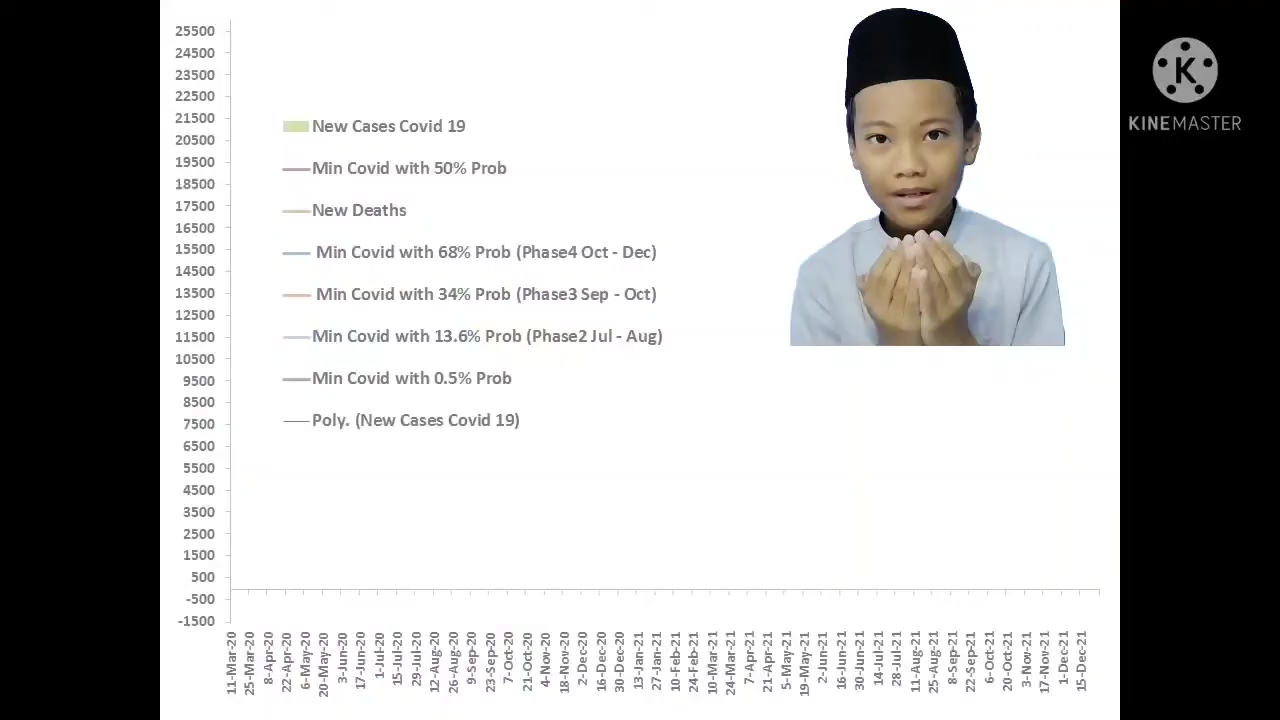 25500
24500
23500
22500
21500
20500
19500
18500
17500
16500
15500
14500
13500
12500
11500
10500
9500
8500
7500
6500
5500
4500
3500
2500
1500
500
-500
-1500
New Cases Covid 19
Min Covid with 50% Prob
New Deaths
Min Covid with 68% Prob (Phase4 Oct - Dec)
Min Covid with 34% Prob (Phase3 Sep - Oct)
Min Covid with 13.6% Prob (Phase2 Jul - Aug)
Min Covid with 0.5% Prob
Poly. (New Cases Covid 19)
K
KINEMASTER
11-Mar-20
25-Mar-20
8-Apr-20
22-Apr-20
6-May-20
20-May-20
3-Jun-20
17-Jun-20
1-Jul-20
15-Jul-20
29-Jul-20
12-Aug-20
26-Aug-20
9-Sep-20
23-Sep-20
7-Oct-20
21-Oct-20
4-Nov-20
18-Nov-20
2-Dec-20
16-Dec-20
30-Dec-20
13-Jan-21
27-Jan-21
10-Feb-21
24-Feb-21
10-Mar-21
24-Mar-21
7-Apr-21
21-Apr-21
5-May-21
19-May-21
2-Jun-21
16-Jun-21
30-Jun-21
14-Jul-21
28-Jul-21
11-Aug-21
25-Aug-21
8-Sep-21
22-Sep-21
6-Oct-21
20-Oct-21
3-Nov-21
17-Nov-21
1-Dec-21
15-Dec-21